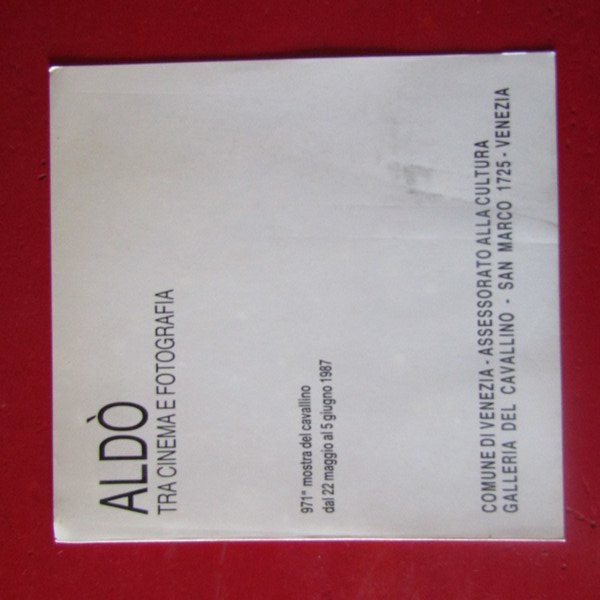 ALDÒ
TRA CINEMA E FOTOGRAFIA
971ª mostra del cavallino
dal 22 maggio al 5 giugno 1987
COMUNE DI VENEZIA - ASSESSORATO ALLA CULTURA
GALLERIA DEL CAVALLINO - SAN MARCO 1725 - VENEZIA